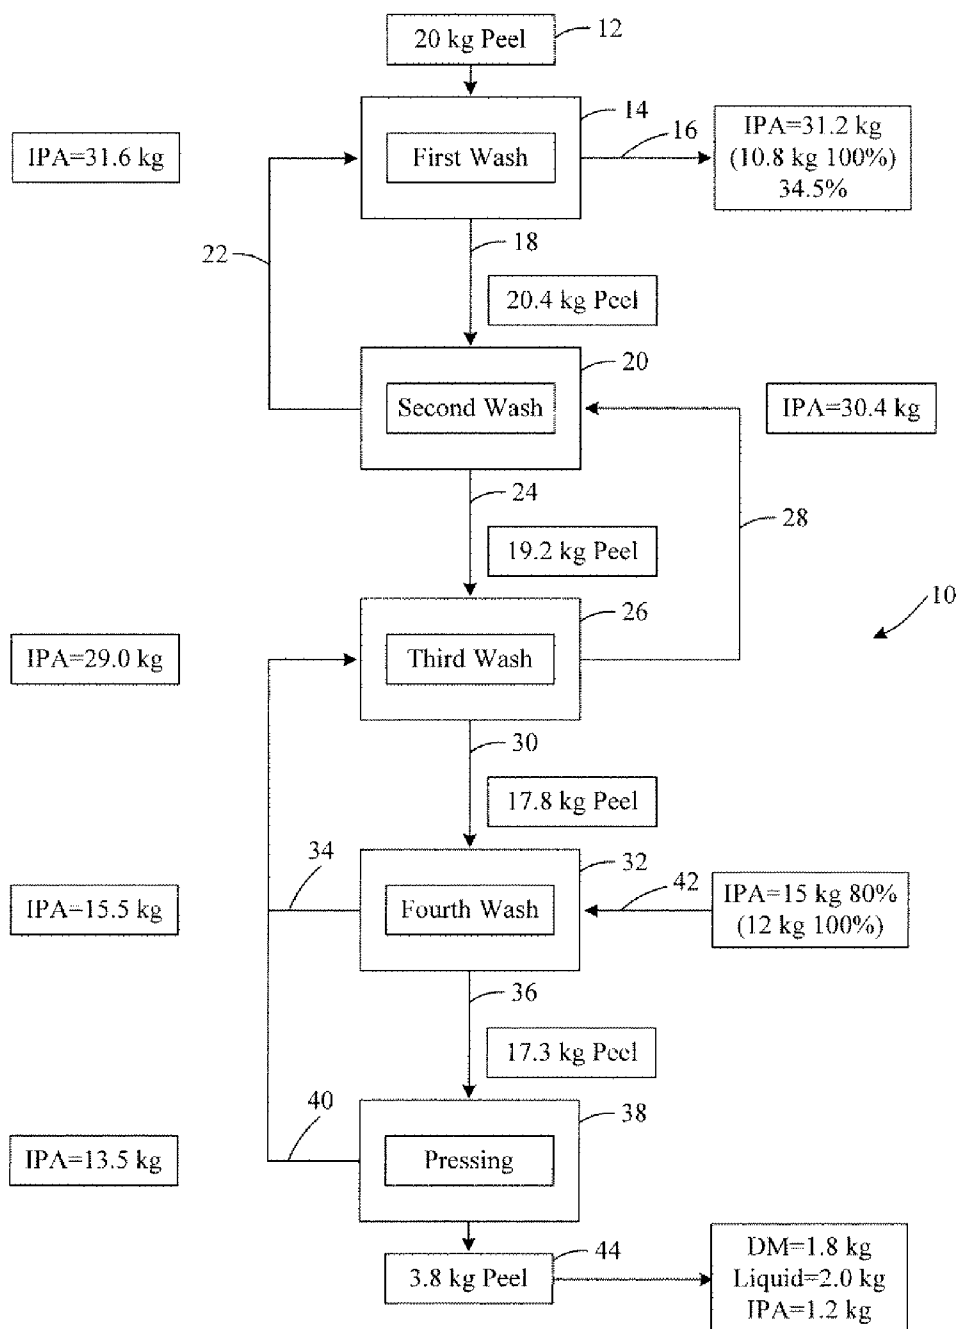 20 kg Peel
12
14
16
First Wash
IPA=31.6 kg
IPA=31.2 kg
(10.8 kg 100%)
34.5%
22
18
20.4 kg Peel
20
Second Wash
IPA=30.4 kg
24
28
19.2 kg Peel
26
10
IPA=29.0 kg
Third Wash
30
17.8 kg Peel
34
32
42
IPA=15.5 kg
Fourth Wash
IPA=15 kg 80%
(12 kg 100%)
36
17.3 kg Peel
40
38
IPA=13.5 kg
Pressing
44
3.8 kg Peel
DM=1.8 kg
Liquid=2.0 kg
IPA=1.2 kg